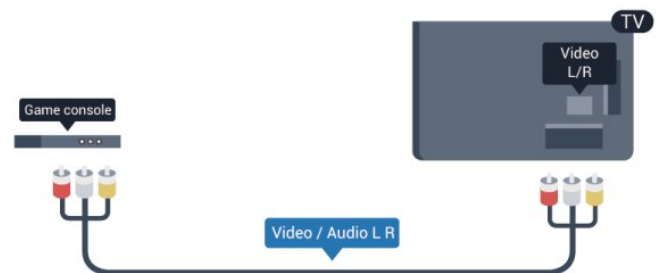 TV
Video
L/R
Game console
Video / Audio L R